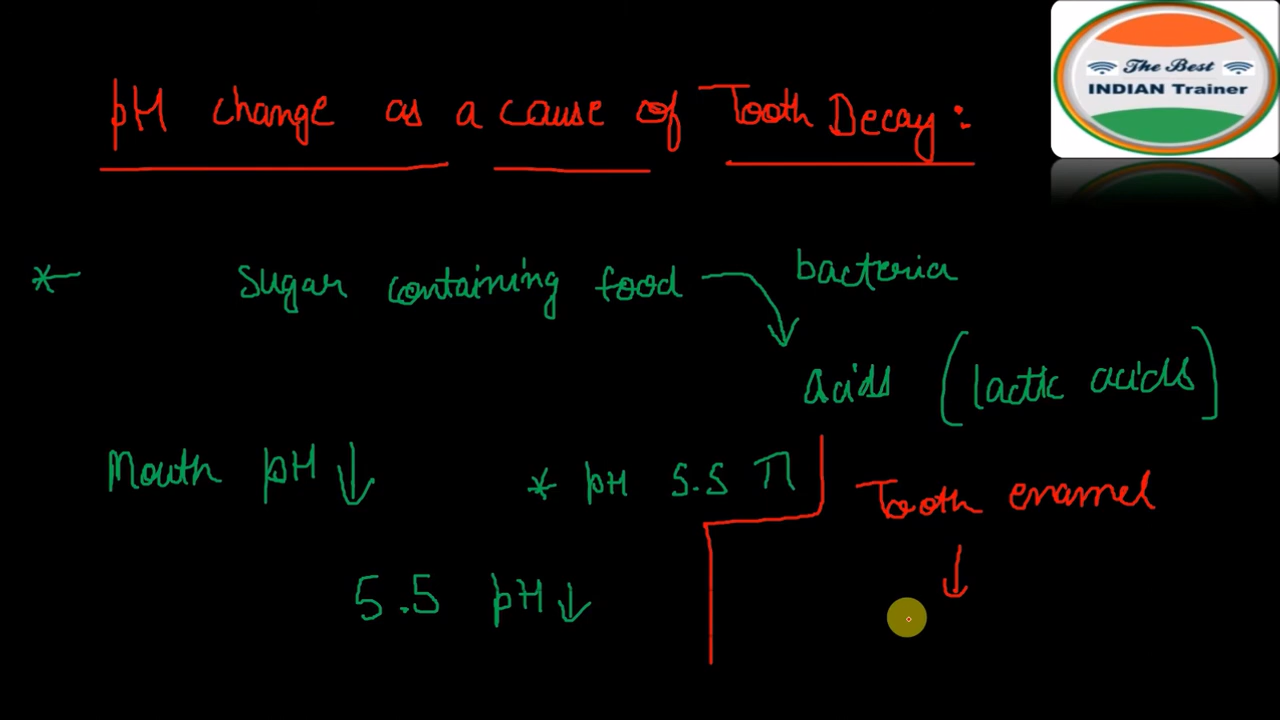 pH change as a cause of Tooth Decay:
The Best
INDIAN Trainer
* Sugar containing food bacteria
acids (lactic acids)
Mouth pH ↓ * pH 5.5
Tooth enamel
↓
5.5 pH ↓